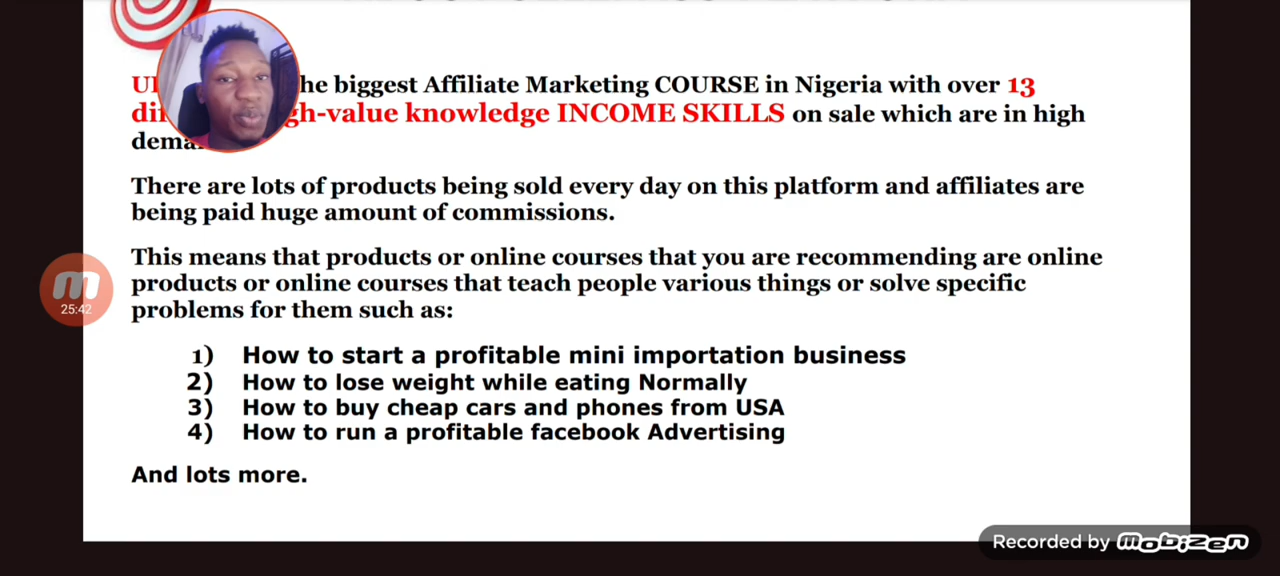 he biggest Affiliate Marketing COURSE in Nigeria with over 13
gh-value knowledge INCOME SKILLS on sale which are in high
There are lots of products being sold every day on this platform and affiliates are
being paid huge amount of commissions.
This means that products or online courses that you are recommending are online
products or online courses that teach people various things or solve specific
problems for them such as:
1) How to start a profitable mini importation business
2) How to lose weight while eating Normally
3) How to buy cheap cars and phones from USA
4) How to run a profitable facebook Advertising
And lots more.
25:42
Recorded by mobizen